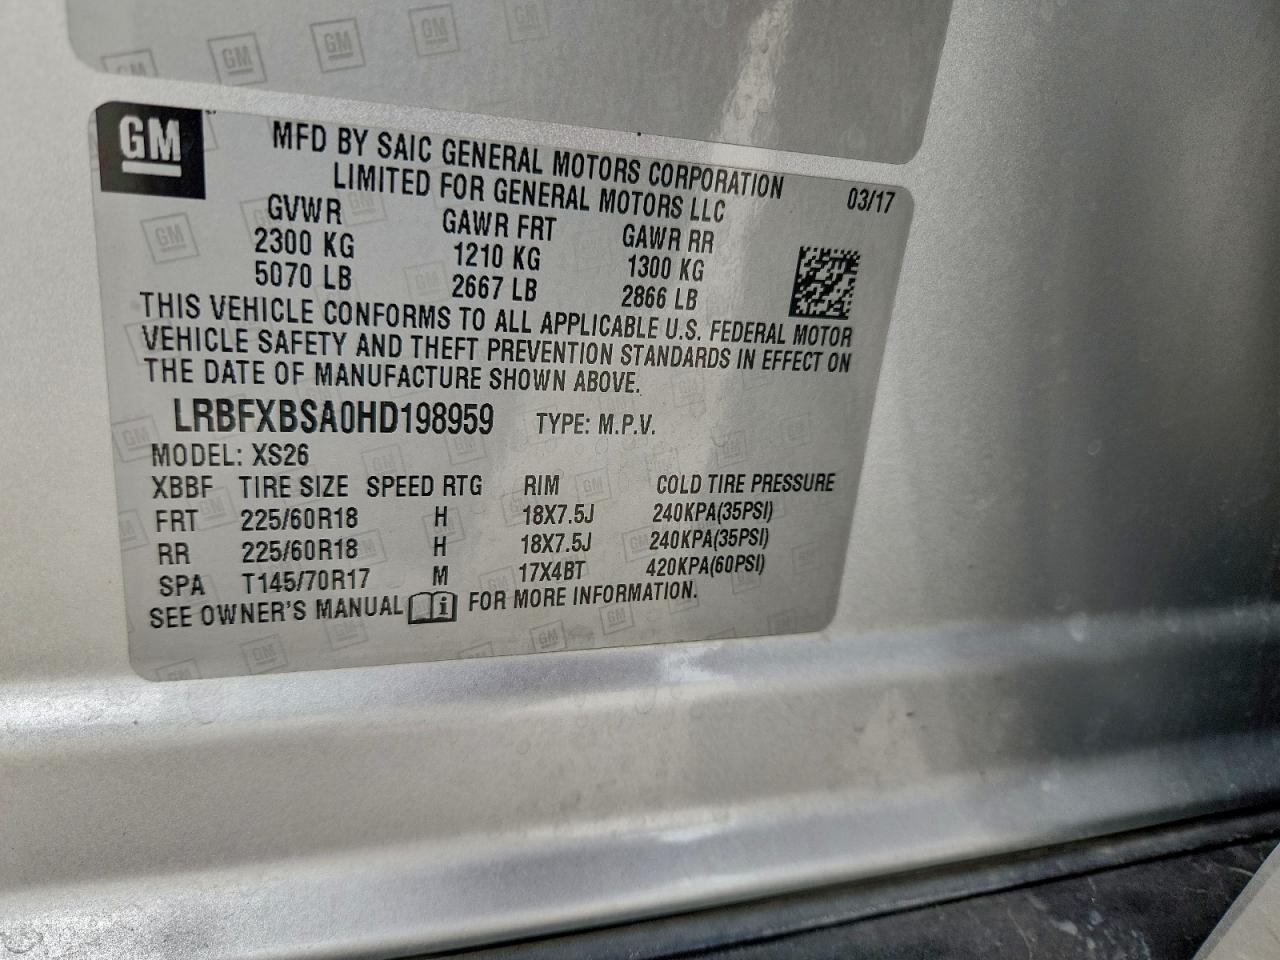 GM
MFD BY SAIC GENERAL MOTORS CORPORATION
LIMITED FOR GENERAL MOTORS LLC
03/17
GVWR GAWR FRT GAWR RR
2300 KG 1210 KG 1300 KG
5070 LB 2667 LB 2866 LB
THIS VEHICLE CONFORMS TO ALL APPLICABLE U.S. FEDERAL MOTOR
VEHICLE SAFETY AND THEFT PREVENTION STANDARDS IN EFFECT ON
THE DATE OF MANUFACTURE SHOWN ABOVE.
LRBFXBSA0HD198959 TYPE: M.P.V.
MODEL: XS26
XBBF TIRE SIZE SPEED RTG RIM COLD TIRE PRESSURE
FRT 225/60R18 H 18X7.5J 240KPA(35PSI)
RR 225/60R18 H 18X7.5J 240KPA(35PSI)
SPA T145/70R17 M 17X4BT 420KPA(60PSI)
SEE OWNER'S MANUAL FOR MORE INFORMATION.